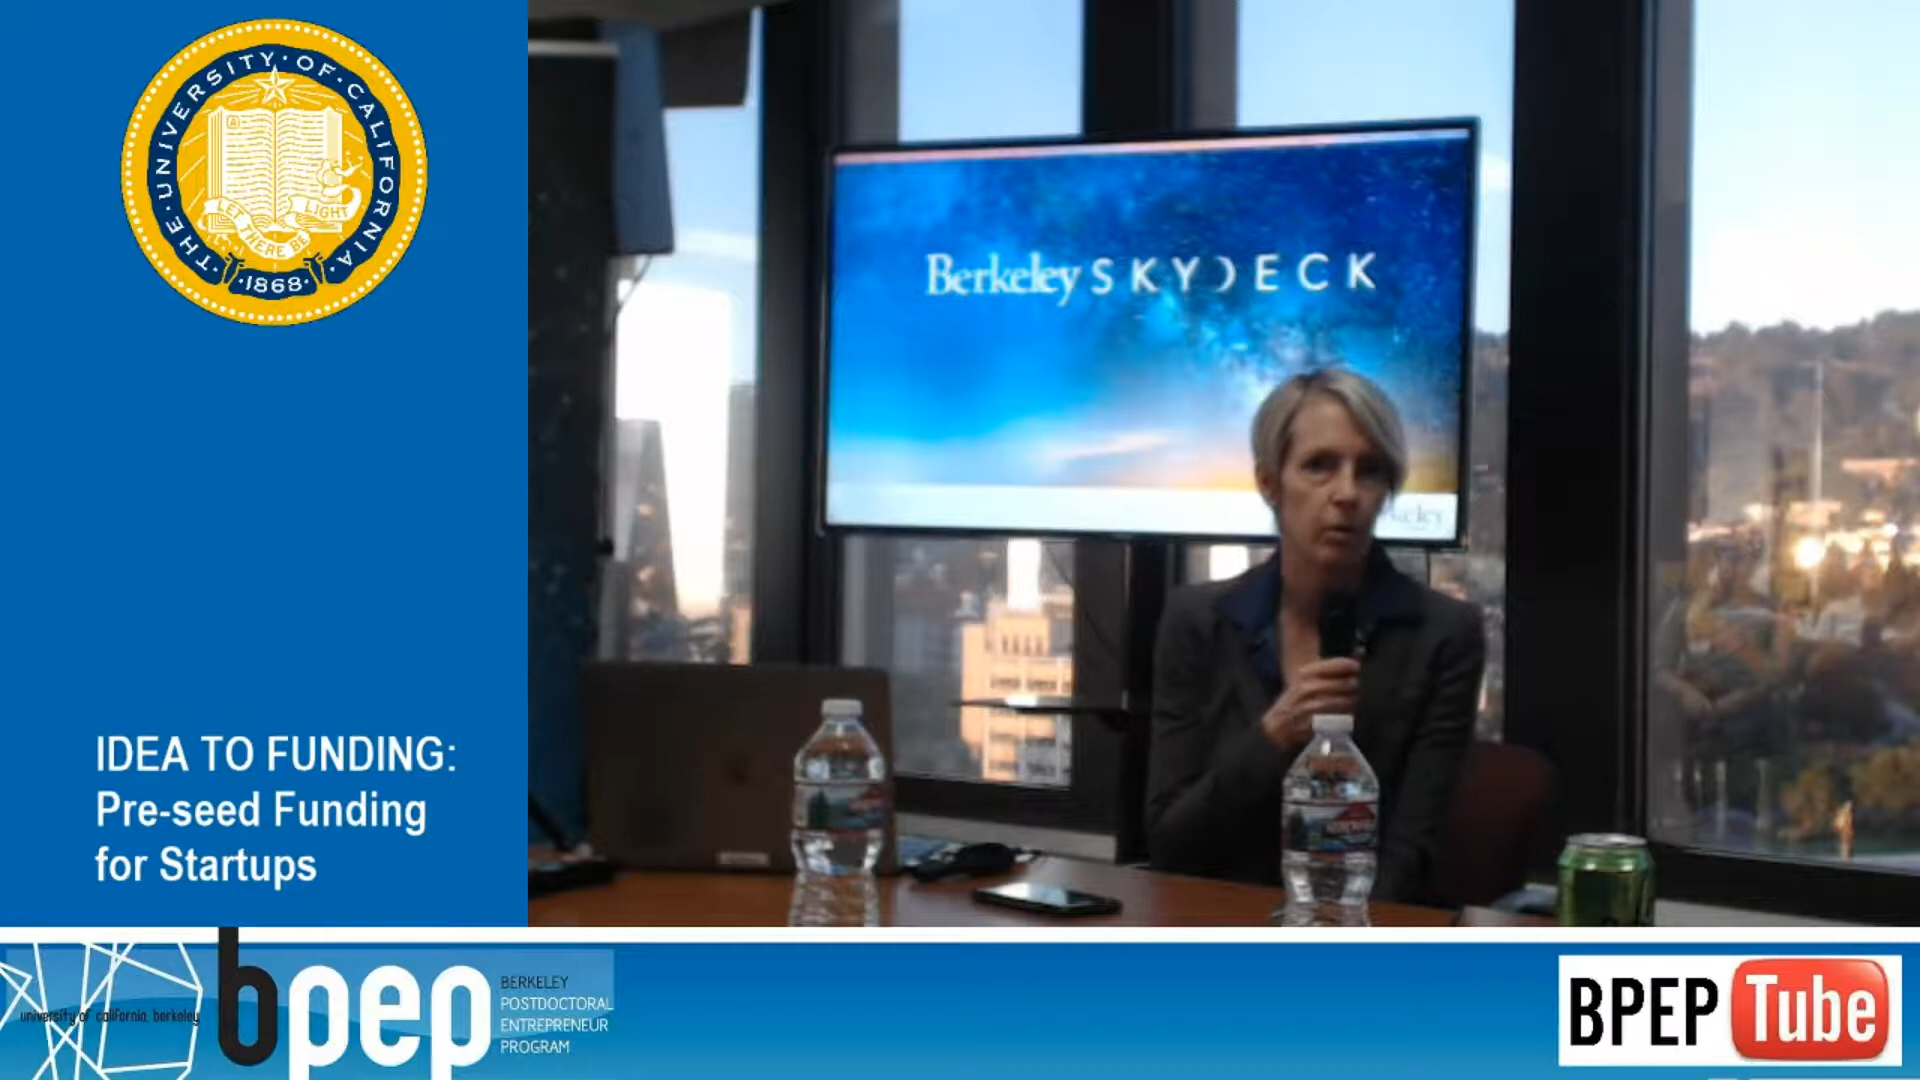 THE·UNIVERSITY·OF·CALIFORNIA
LET THERE BE LIGHT
·1868·
Berkeley SKYDECK
IDEA TO FUNDING:
Pre-seed Funding
for Startups
university of california, berkeley
bpep
BERKELEY
POSTDOCTORAL
ENTREPRENEUR
PROGRAM
BPEP Tube